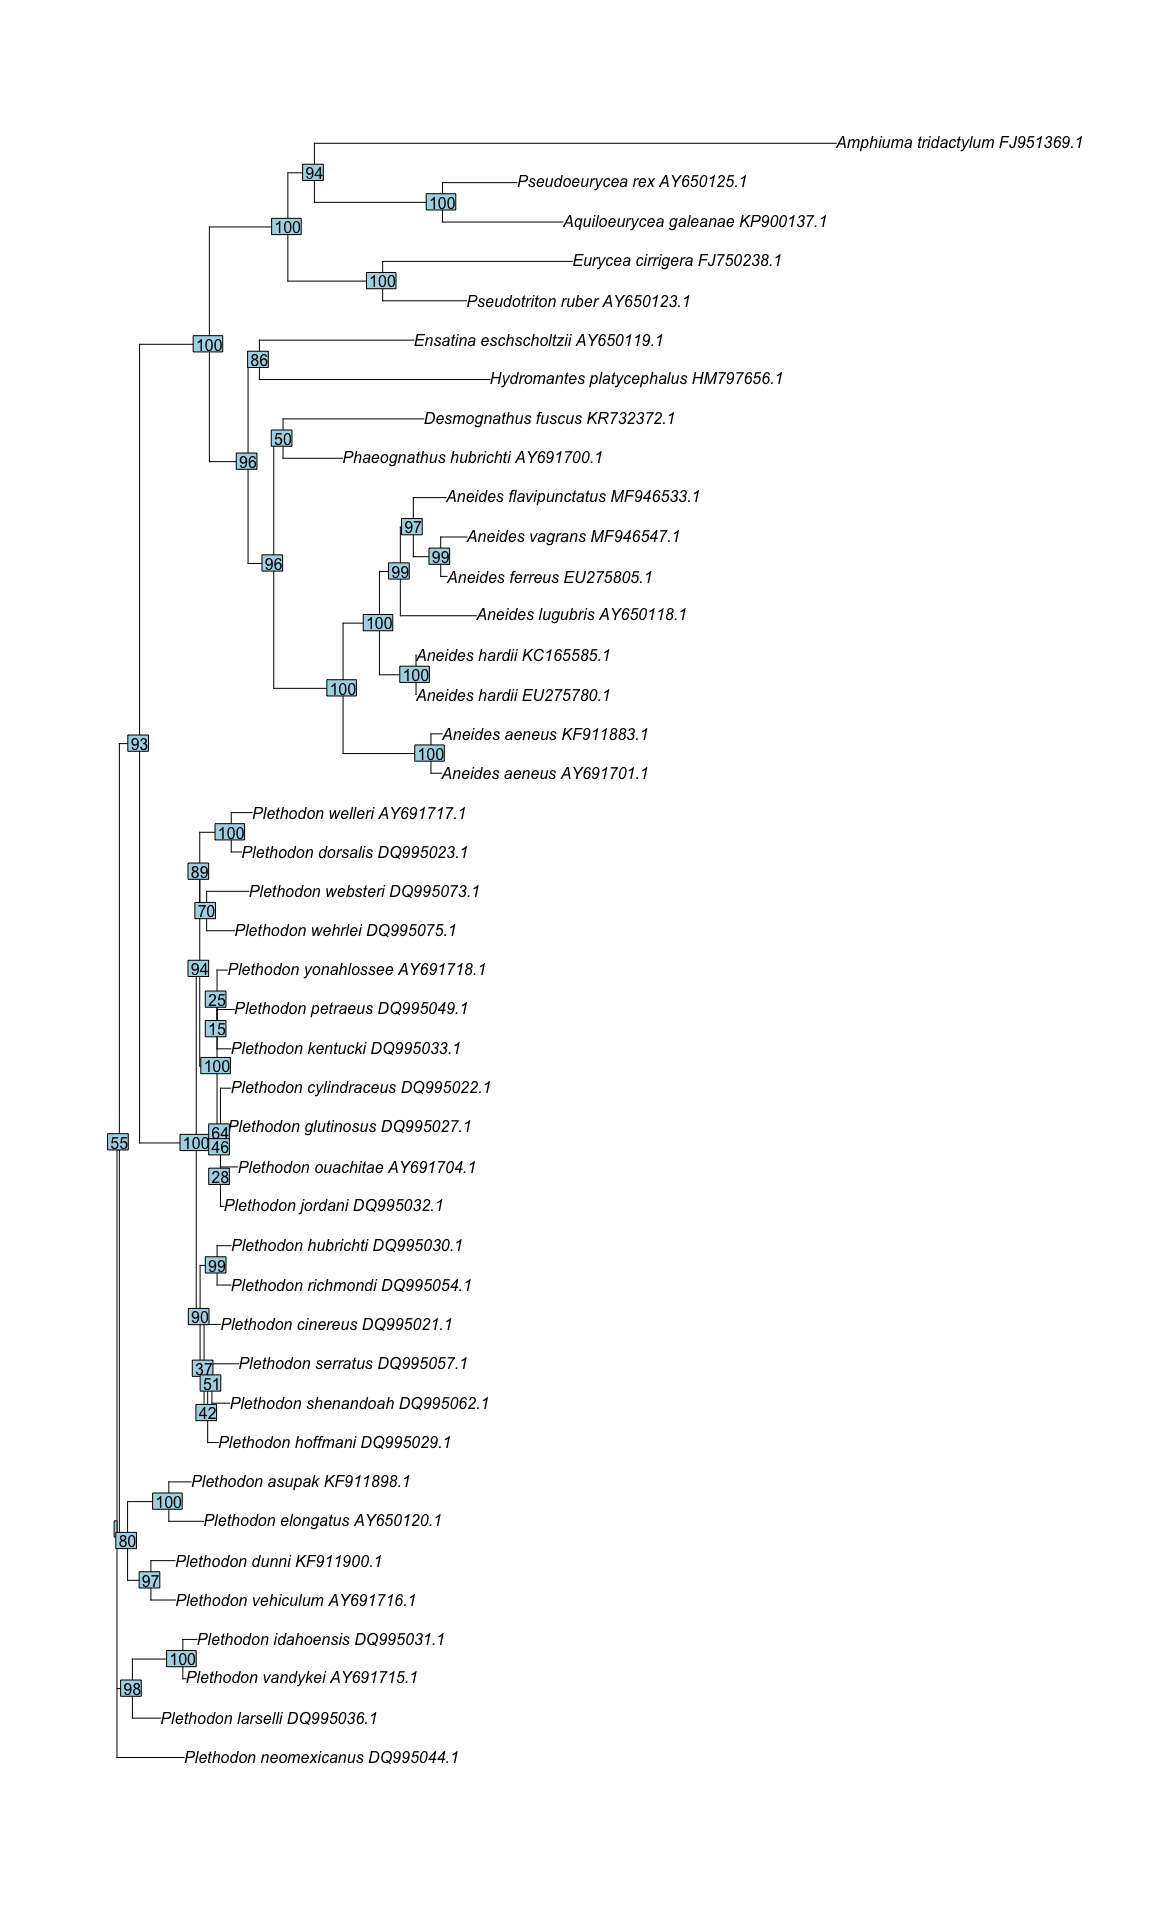 Amphiuma tridactylum FJ951369.1
94
Pseudoeurycea rex AY650125.1
100
Aquiloeurycea galeanae KP900137.1
100
Eurycea cirrigera FJ750238.1
100
Pseudotriton ruber AY650123.1
Ensatina eschscholtzii AY650119.1
100
86
Hydromantes platycephalus HM797656.1
Desmognathus fuscus KR732372.1
50
Phaeognathus hubrichti AY691700.1
96
Aneides flavipunctatus MF946533.1
97
Aneides vagrans MF946547.1
99
96
99
Aneides ferreus EU275805.1
Aneides lugubris AY650118.1
100
Aneides hardii KC165585.1
100
100
Aneides hardii EU275780.1
Aneides aeneus KF911883.1
93
100
Aneides aeneus AY691701.1
Plethodon welleri AY691717.1
100
Plethodon dorsalis DQ995023.1
89
Plethodon websteri DQ995073.1
70
Plethodon wehrlei DQ995075.1
94
Plethodon yonahlossee AY691718.1
25
Plethodon petraeus DQ995049.1
15
Plethodon kentucki DQ995033.1
100
Plethodon cylindraceus DQ995022.1
Plethodon glutinosus DQ995027.1
64
55
100
46
Plethodon ouachitae AY691704.1
28
Plethodon jordani DQ995032.1
Plethodon hubrichti DQ995030.1
99
Plethodon richmondi DQ995054.1
90
Plethodon cinereus DQ995021.1
Plethodon serratus DQ995057.1
37
51
Plethodon shenandoah DQ995062.1
42
Plethodon hoffmani DQ995029.1
Plethodon asupak KF911898.1
100
Plethodon elongatus AY650120.1
80
Plethodon dunni KF911900.1
97
Plethodon vehiculum AY691716.1
Plethodon idahoensis DQ995031.1
100
Plethodon vandykei AY691715.1
98
Plethodon larselli DQ995036.1
Plethodon neomexicanus DQ995044.1